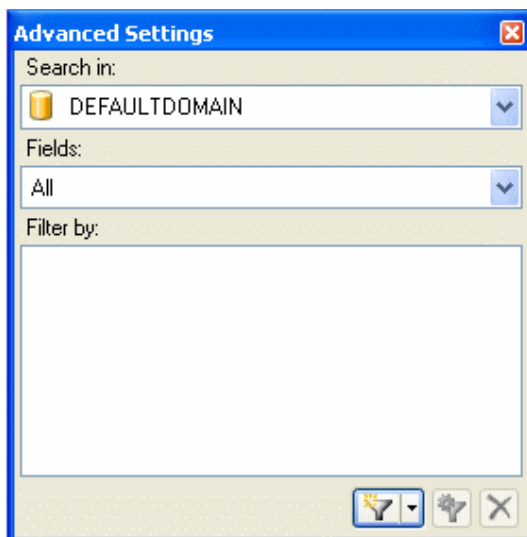 Advanced Settings
Search in:
DEFAULTDOMAIN
Fields:
All
Filter by: